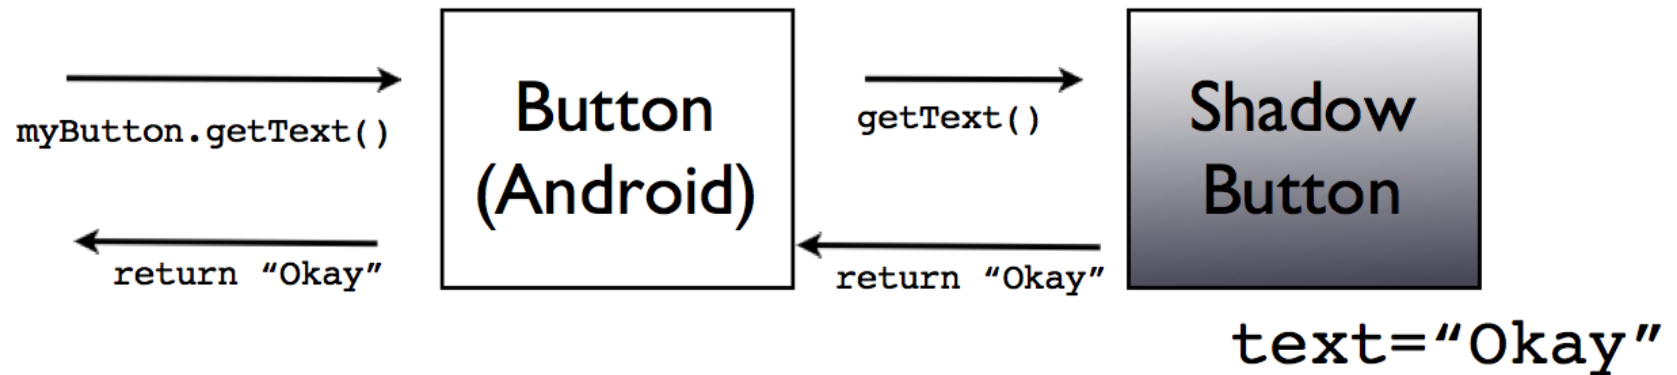 myButton.getText()
Button
(Android)
getText()
Shadow
Button
return “Okay”
return “Okay”
text=“Okay”